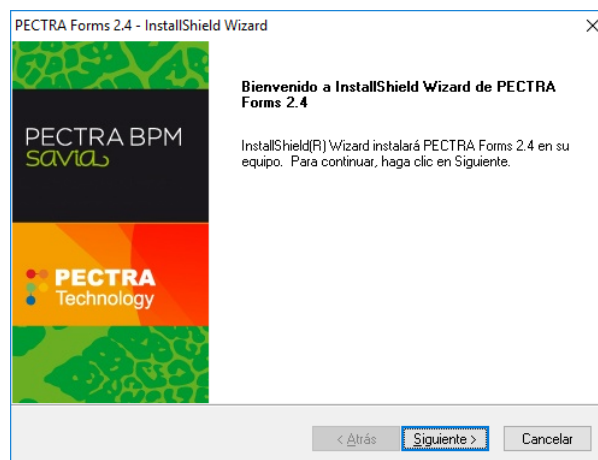 PECTRA Forms 2.4 - InstallShield Wizard
PECTRA BPM
savia
PECTRA
Technology
Bienvenido a InstallShield Wizard de PECTRA
Forms 2.4
InstallShield(R) Wizard instalará PECTRA Forms 2.4 en su
equipo. Para continuar, haga clic en Siguiente.
< Atrás
Siguiente >
Cancelar